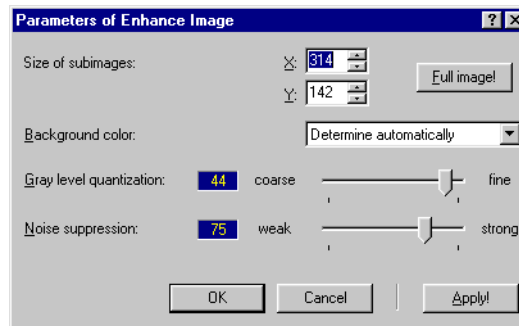 Parameters of Enhance Image
Size of subimages: X: 314 Full image!
Y: 142
Background color: Determine automatically
Gray level quantization: 44 coarse fine
Noise suppression: 75 weak strong
OK Cancel Apply!